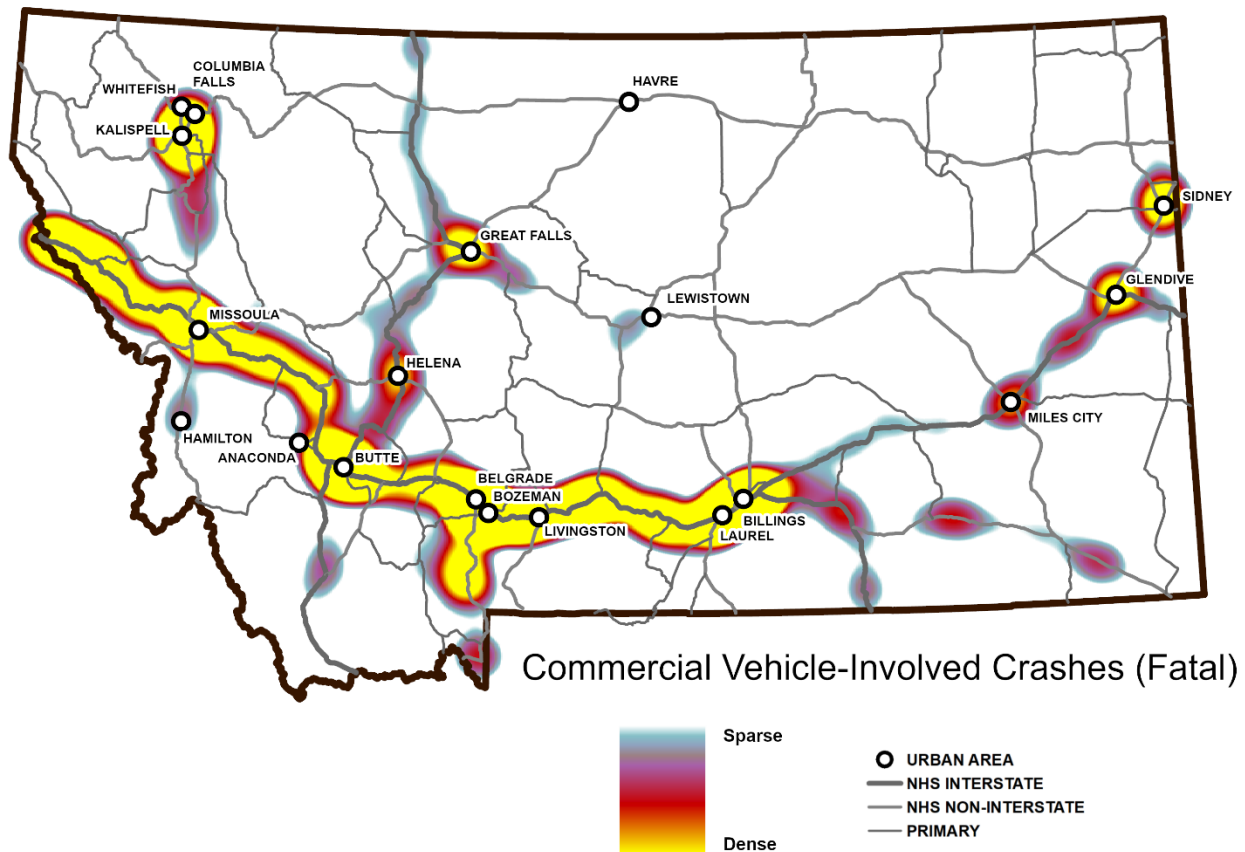 COLUMBIA
FALLS
WHITEFISH
KALISPELL
HAVRE
SIDNEY
GREAT FALLS
GLENDIVE
LEWISTOWN
MISSOULA
HELENA
MILES CITY
HAMILTON
ANACONDA
BUTTE
BELGRADE
BOZEMAN
LIVINGSTON
BILLINGS
LAUREL
Commercial Vehicle-Involved Crashes (Fatal)
Sparse
Dense
URBAN AREA
NHS INTERSTATE
NHS NON-INTERSTATE
PRIMARY